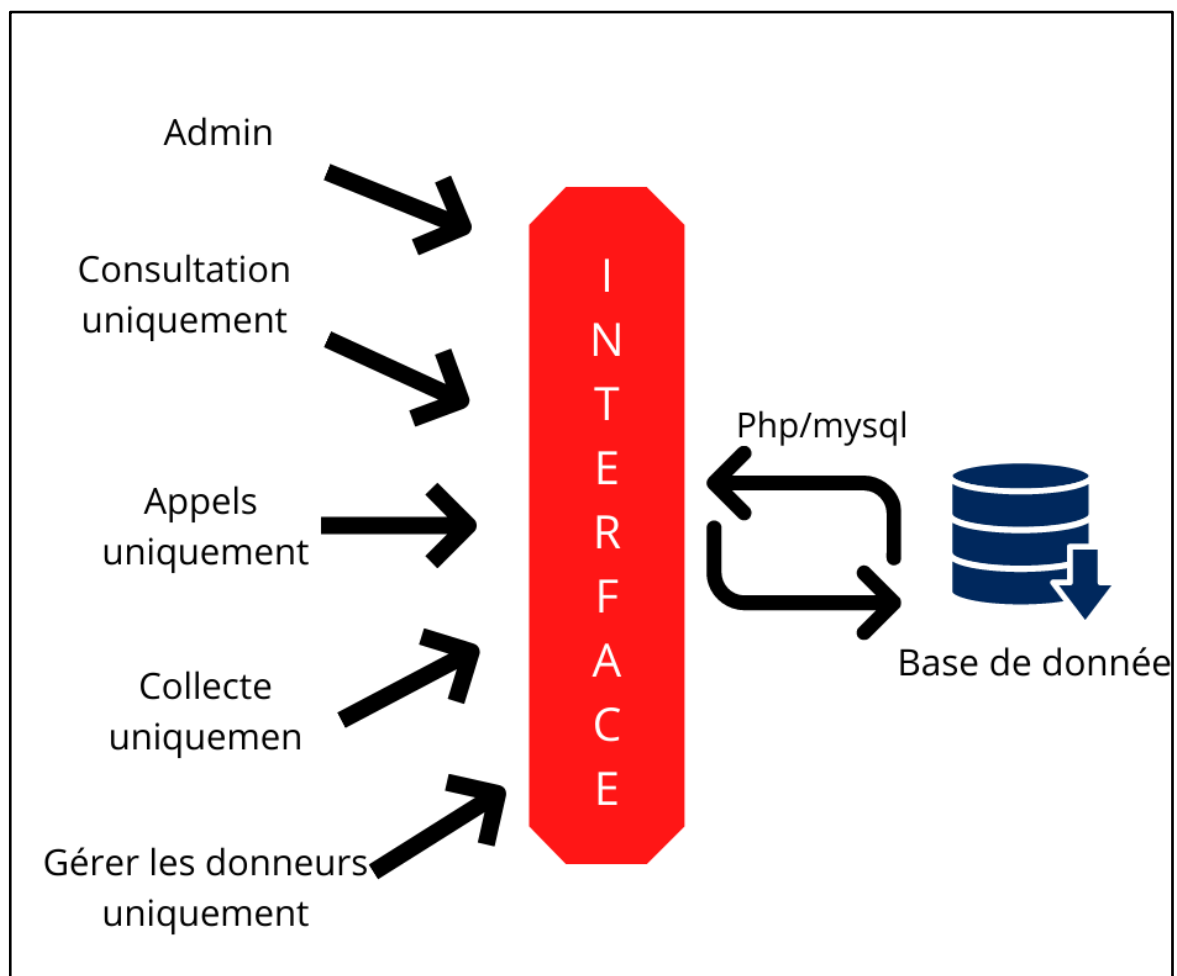 Admin
Consultation
uniquement
Appels
uniquement
Collecte
uniquemen
Gérer les donneurs
uniquement
I
N
T
E
R
F
A
C
E
Php/mysql
Base de donnée